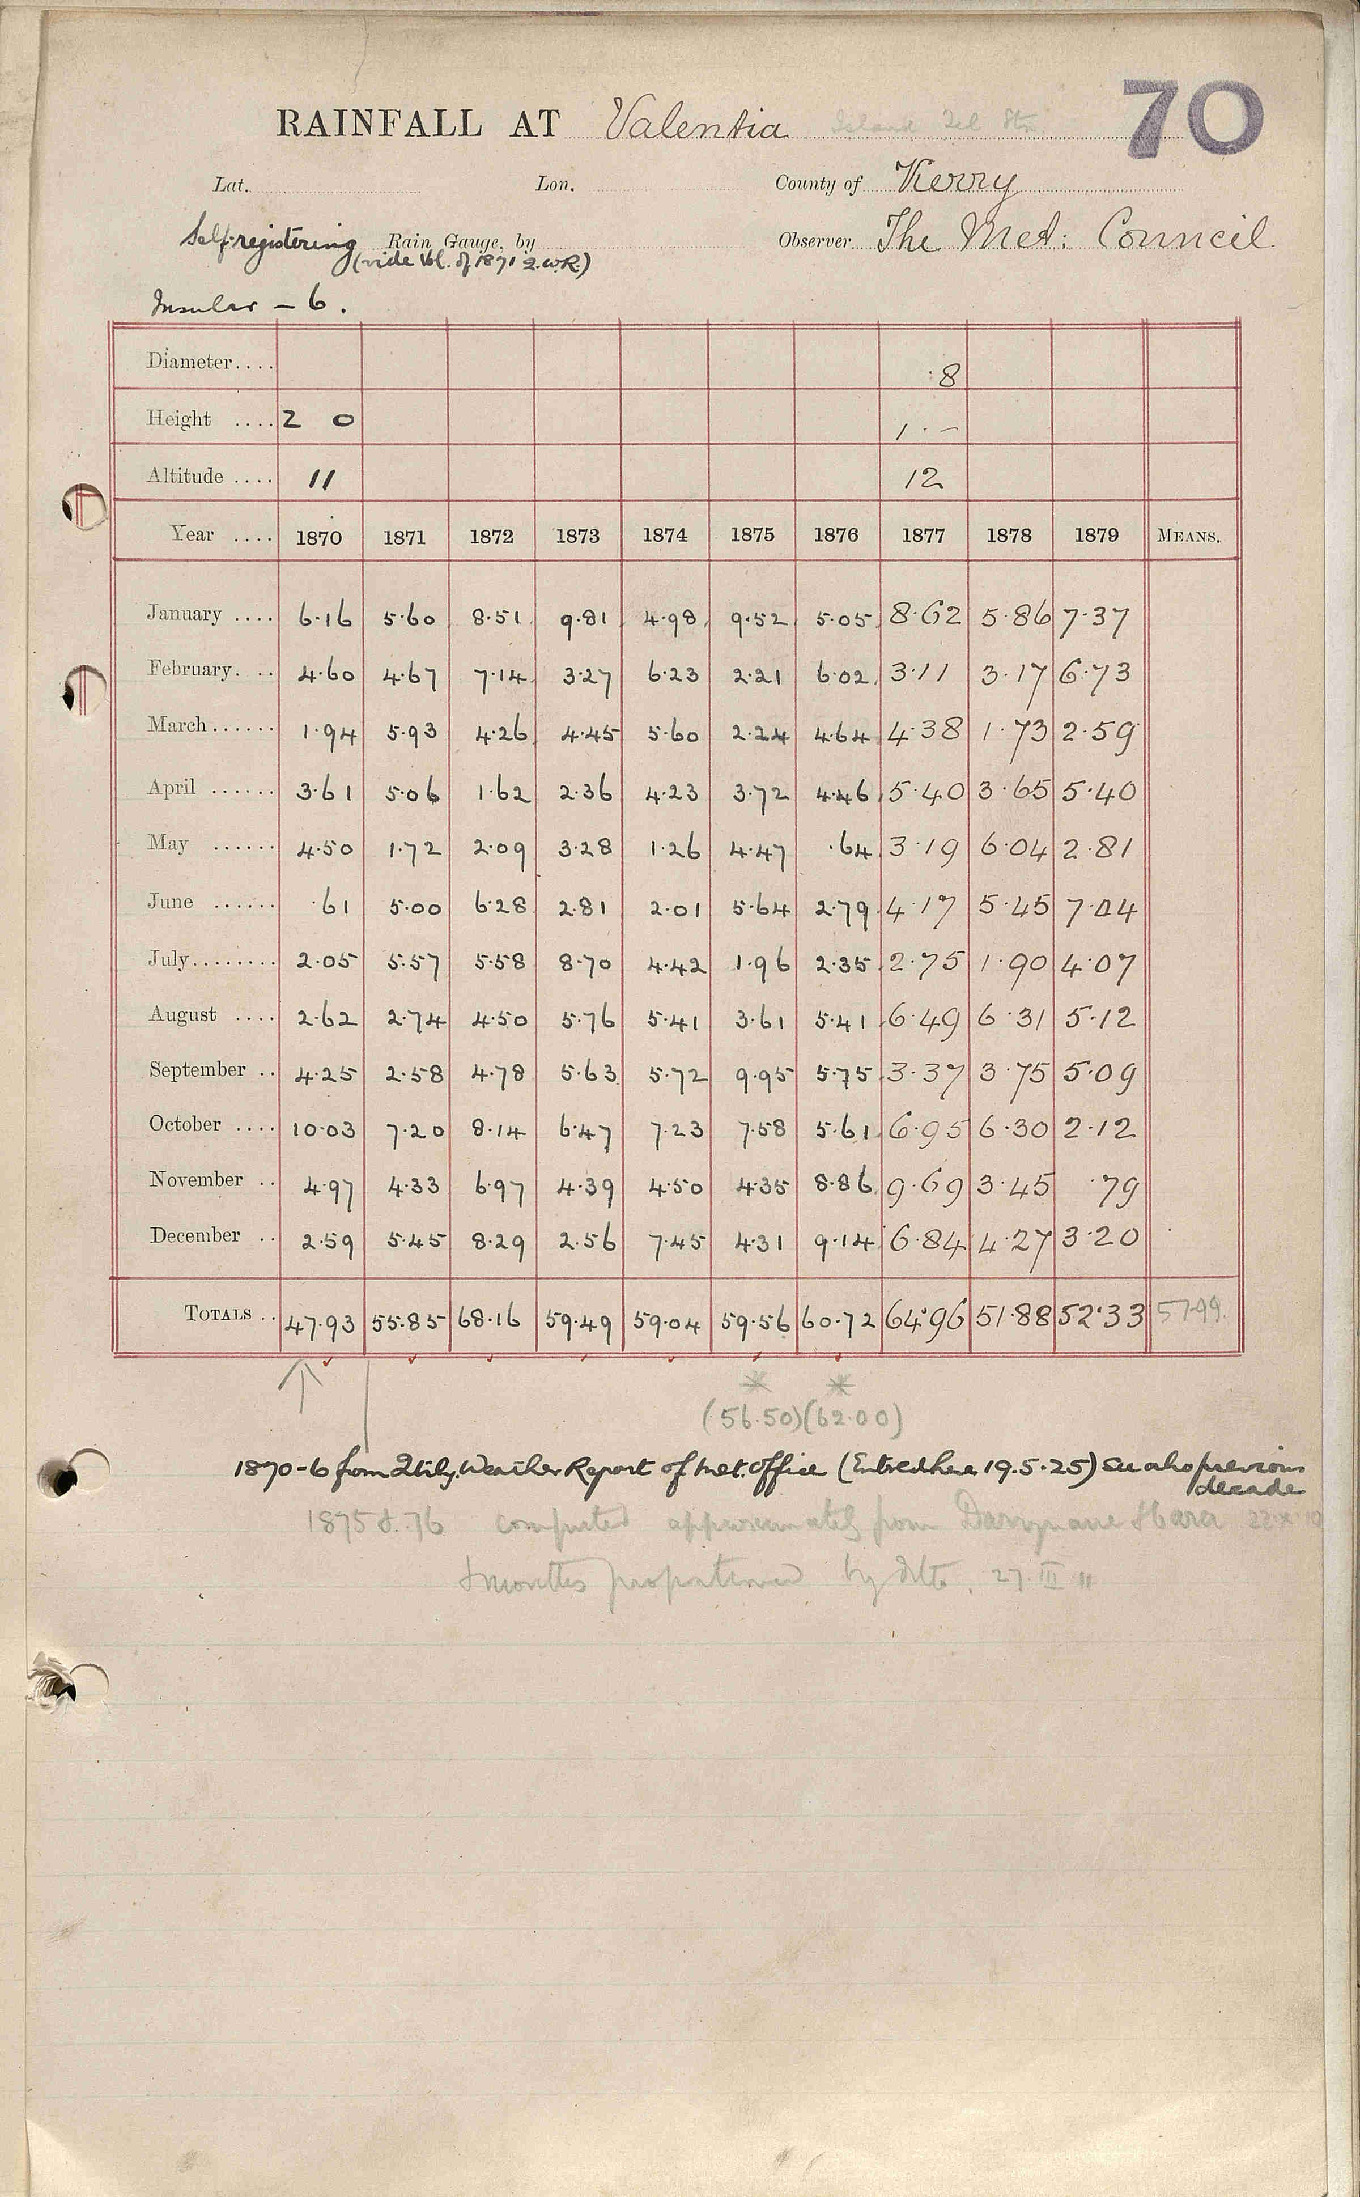 70
RAINFALL AT Valentia Island Tel Stn
Lat. Lon. County of Kerry
Self-registering Rain Gauge, by Observer The Met: Council
(vide Vol. of 1871 Q.W.R.)
Insular – 6.
Diameter.... 8
Height .... 2 0 1 · –
Altitude .... 11 12
Year .... 1870 1871 1872 1873 1874 1875 1876 1877 1878 1879 MEANS.
January .... 6·16 5·60 8·51 9·81 4·98 9·52 5·05 8·62 5·86 7·37
February... 4·60 4·67 7·14 3·27 6·23 2·21 6·02 3·11 3·17 6·73
March...... 1·94 5·93 4·26 4·45 5·60 2·24 4·64 4·38 1·73 2·59
April ...... 3·61 5·06 1·62 2·36 4·23 3·72 4·46 5·40 3·65 5·40
May ...... 4·50 1·72 2·09 3·28 1·26 4·47 ·64 3·19 6·04 2·81
June ...... ·61 5·00 6·28 2·81 2·01 5·64 2·79 4·17 5·45 7·04
July........ 2·05 5·57 5·58 8·70 4·42 1·96 2·35 2·75 1·90 4·07
August .... 2·62 2·74 4·50 5·76 5·41 3·61 5·41 6·49 6·31 5·12
September .. 4·25 2·58 4·78 5·63 5·72 9·95 5·75 3·37 3·75 5·09
October .... 10·03 7·20 8·14 6·47 7·23 7·58 5·61 6·95 6·30 2·12
November .. 4·97 4·33 6·97 4·39 4·50 4·35 8·86 9·69 3·45 ·79
December .. 2·59 5·45 8·29 2·56 7·45 4·31 9·14 6·84 4·27 3·20
TOTALS .. 47·93 55·85 68·16 59·49 59·04 59·56 60·72 64·96 51·88 52·33 57·99
* *
(56.50) (62.00)
1870-6 from Qtrly. Weather Report of Met. Office (Entered here 19.5.25) see also previous
decade
1875 & 76 computed approximately from Darrynane Abbey
months proportioned by ditto. 27 III "